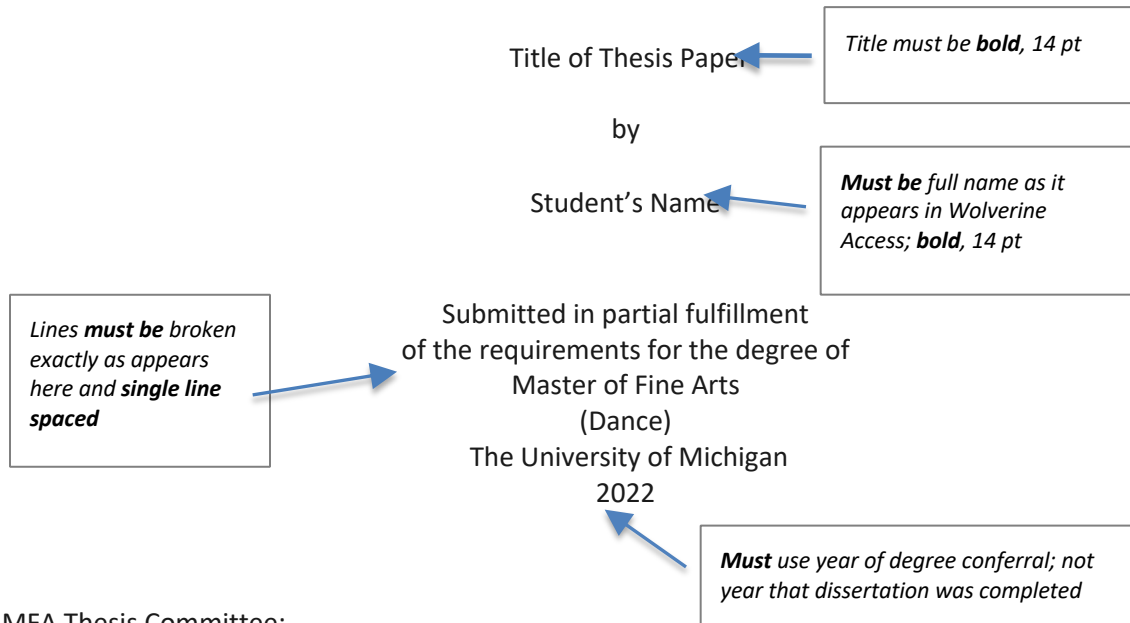 Title of Thesis Paper
Title must be bold, 14 pt
by
Student’s Name
Must be full name as it
appears in Wolverine
Access; bold, 14 pt
Lines must be broken
exactly as appears
here and single line
spaced
Submitted in partial fulfillment
of the requirements for the degree of
Master of Fine Arts
(Dance)
The University of Michigan
2022
Must use year of degree conferral; not
year that dissertation was completed
MFA Thesis Committee: